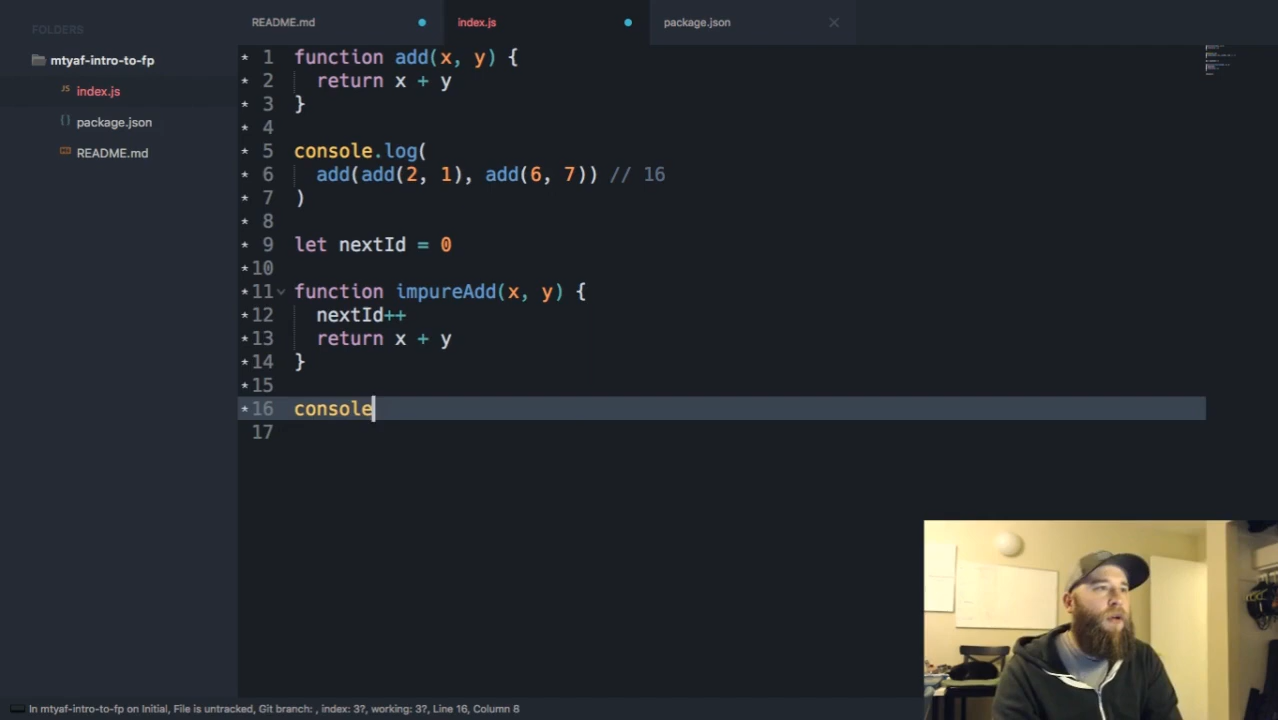 README.md
index.js
package.json
FOLDERS
mtyaf-intro-to-fp
JS index.js
{} package.json
README.md
* 1 function add(x, y) {
* 2 return x + y
* 3 }
* 4
* 5 console.log(
* 6 add(add(2, 1), add(6, 7)) // 16
* 7 )
* 8
* 9 let nextId = 0
* 10
* 11 function impureAdd(x, y) {
* 12 nextId++
* 13 return x + y
* 14 }
* 15
* 16 console
17
In mtyaf-intro-to-fp on Initial, File is untracked, Git branch: , index: 3?, working: 3?, Line 16, Column 8